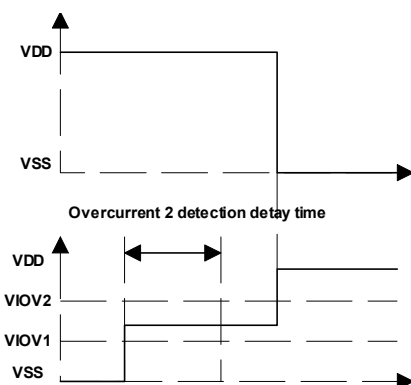 VDD
VSS
Overcurrent 2 detection detay time
VDD
VIOV2
VIOV1
VSS